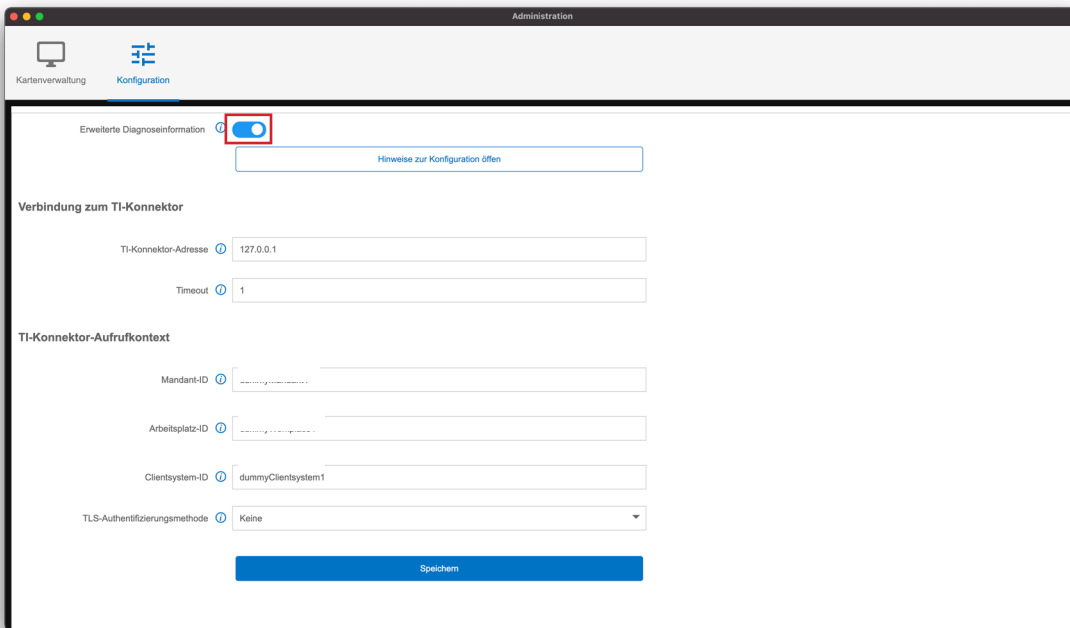 Administration
Kartenverwaltung
Konfiguration
Erweiterte Diagnoseinformation
Hinweise zur Konfiguration öffen
Verbindung zum TI-Konnektor
TI-Konnektor-Adresse 127.0.0.1
Timeout 1
TI-Konnektor-Aufrufkontext
Mandant-ID
Arbeitsplatz-ID
Clientsystem-ID dummyClientsystem1
TLS-Authentifizierungsmethode Keine
Speichern